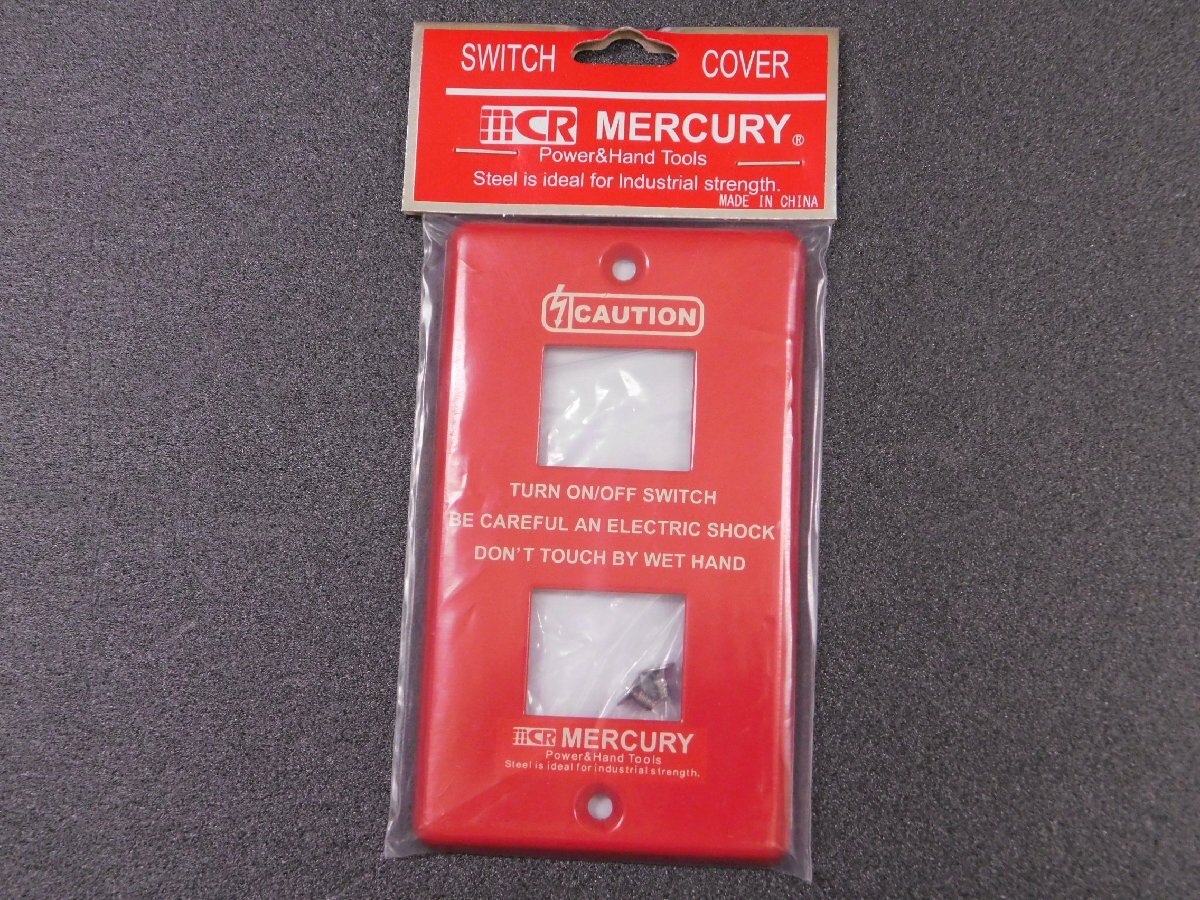 SWITCH COVER
MCR MERCURY®
Power&Hand Tools
Steel is ideal for Industrial strength.
MADE IN CHINA
CAUTION
TURN ON/OFF SWITCH
BE CAREFUL AN ELECTRIC SHOCK
DON'T TOUCH BY WET HAND
MCR MERCURY
Power&Hand Tools
Steel is ideal for industrial strength.